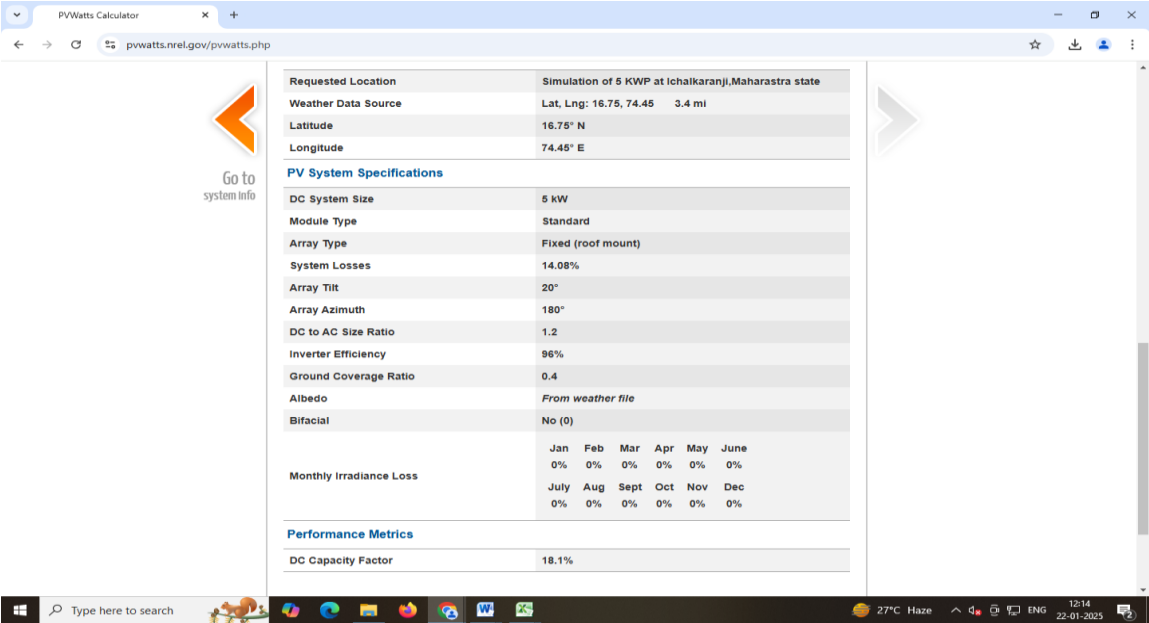 PVWatts Calculator
pvwatts.nrel.gov/pvwatts.php
Go to
system info
Requested Location Simulation of 5 KWP at Ichalkaranji,Maharastra state
Weather Data Source Lat, Lng: 16.75, 74.45 3.4 mi
Latitude 16.75° N
Longitude 74.45° E
PV System Specifications
DC System Size 5 kW
Module Type Standard
Array Type Fixed (roof mount)
System Losses 14.08%
Array Tilt 20°
Array Azimuth 180°
DC to AC Size Ratio 1.2
Inverter Efficiency 96%
Ground Coverage Ratio 0.4
Albedo From weather file
Bifacial No (0)
Monthly Irradiance Loss
Jan Feb Mar Apr May June
0% 0% 0% 0% 0% 0%
July Aug Sept Oct Nov Dec
0% 0% 0% 0% 0% 0%
Performance Metrics
DC Capacity Factor 18.1%
Type here to search
27°C Haze
ENG
12:14
22-01-2025
2